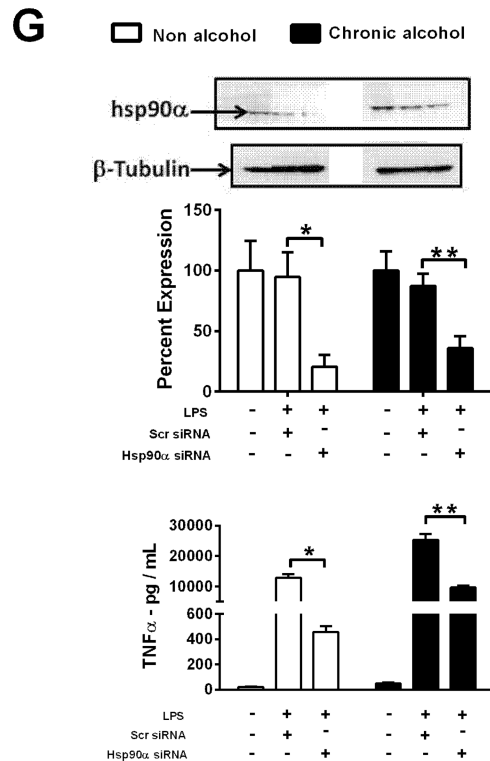 G
Non alcohol Chronic alcohol
hsp90α
β-Tubulin
Percent Expression
150
100
50
0
*
**
LPS - + + - + +
Scr siRNA - + - - + -
Hsp90α siRNA - - + - - +
TNFα - pg / mL
30000
20000
10000
600
400
200
0
*
**
LPS - + + - + +
Scr siRNA - + - - + -
Hsp90α siRNA - - + - - +